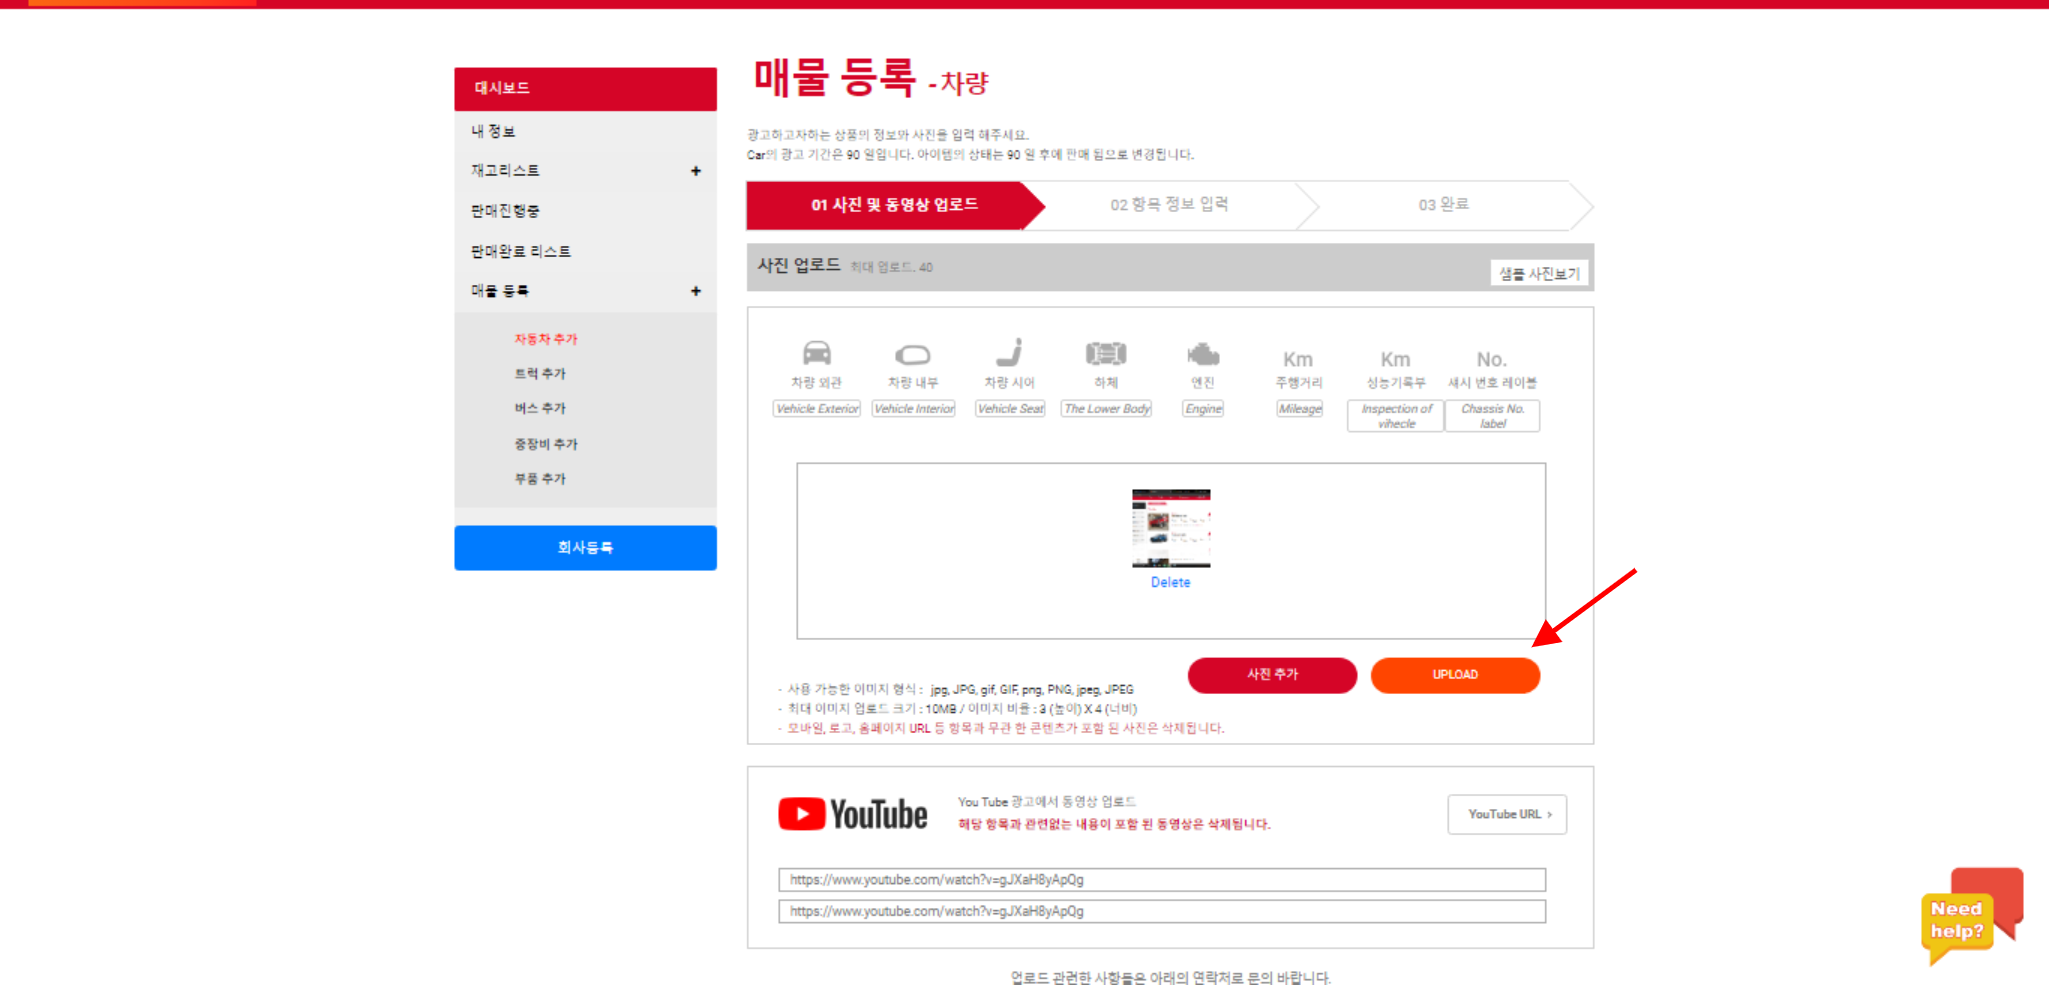 대시보드
내 정보
재고리스트 +
판매진행중
판매완료 리스트
매물 등록 +
자동차 추가
트럭 추가
버스 추가
중장비 추가
부품 추가
회사등록
매물 등록 - 차량
광고하고자하는 상품의 정보와 사진을 입력 해주세요.
Car의 광고 기간은 90 일입니다. 아이템의 상태는 90 일 후에 판매 됨으로 변경됩니다.
01 사진 및 동영상 업로드
02 항목 정보 입력
03 완료
사진 업로드 최대 업로드. 40
샘플 사진보기
Km Km No.
차량 외관 차량 내부 차량 시어 하체 엔진 주행거리 성능기록부 섀시 번호 레이블
Vehicle Exterior Vehicle Interior Vehicle Seat The Lower Body Engine Mileage Inspection of vihecle Chassis No. label
Delete
사진 추가
UPLOAD
- 사용 가능한 이미지 형식 : jpg, JPG, gif, GIF, png, PNG, jpeg, JPEG
- 최대 이미지 업로드 크기 : 10MB / 이미지 비율 : 3 (높이) X 4 (너비)
- 모바일, 로고, 홈페이지 URL 등 항목과 무관 한 콘텐츠가 포함 된 사진은 삭제됩니다.
YouTube
You Tube 광고에서 동영상 업로드
해당 항목과 관련없는 내용이 포함 된 동영상은 삭제됩니다.
YouTube URL >
https://www.youtube.com/watch?v=gJXaH8yApQg
https://www.youtube.com/watch?v=gJXaH8yApQg
업로드 관련한 사항들은 아래의 연락처로 문의 바랍니다.
Need
help?